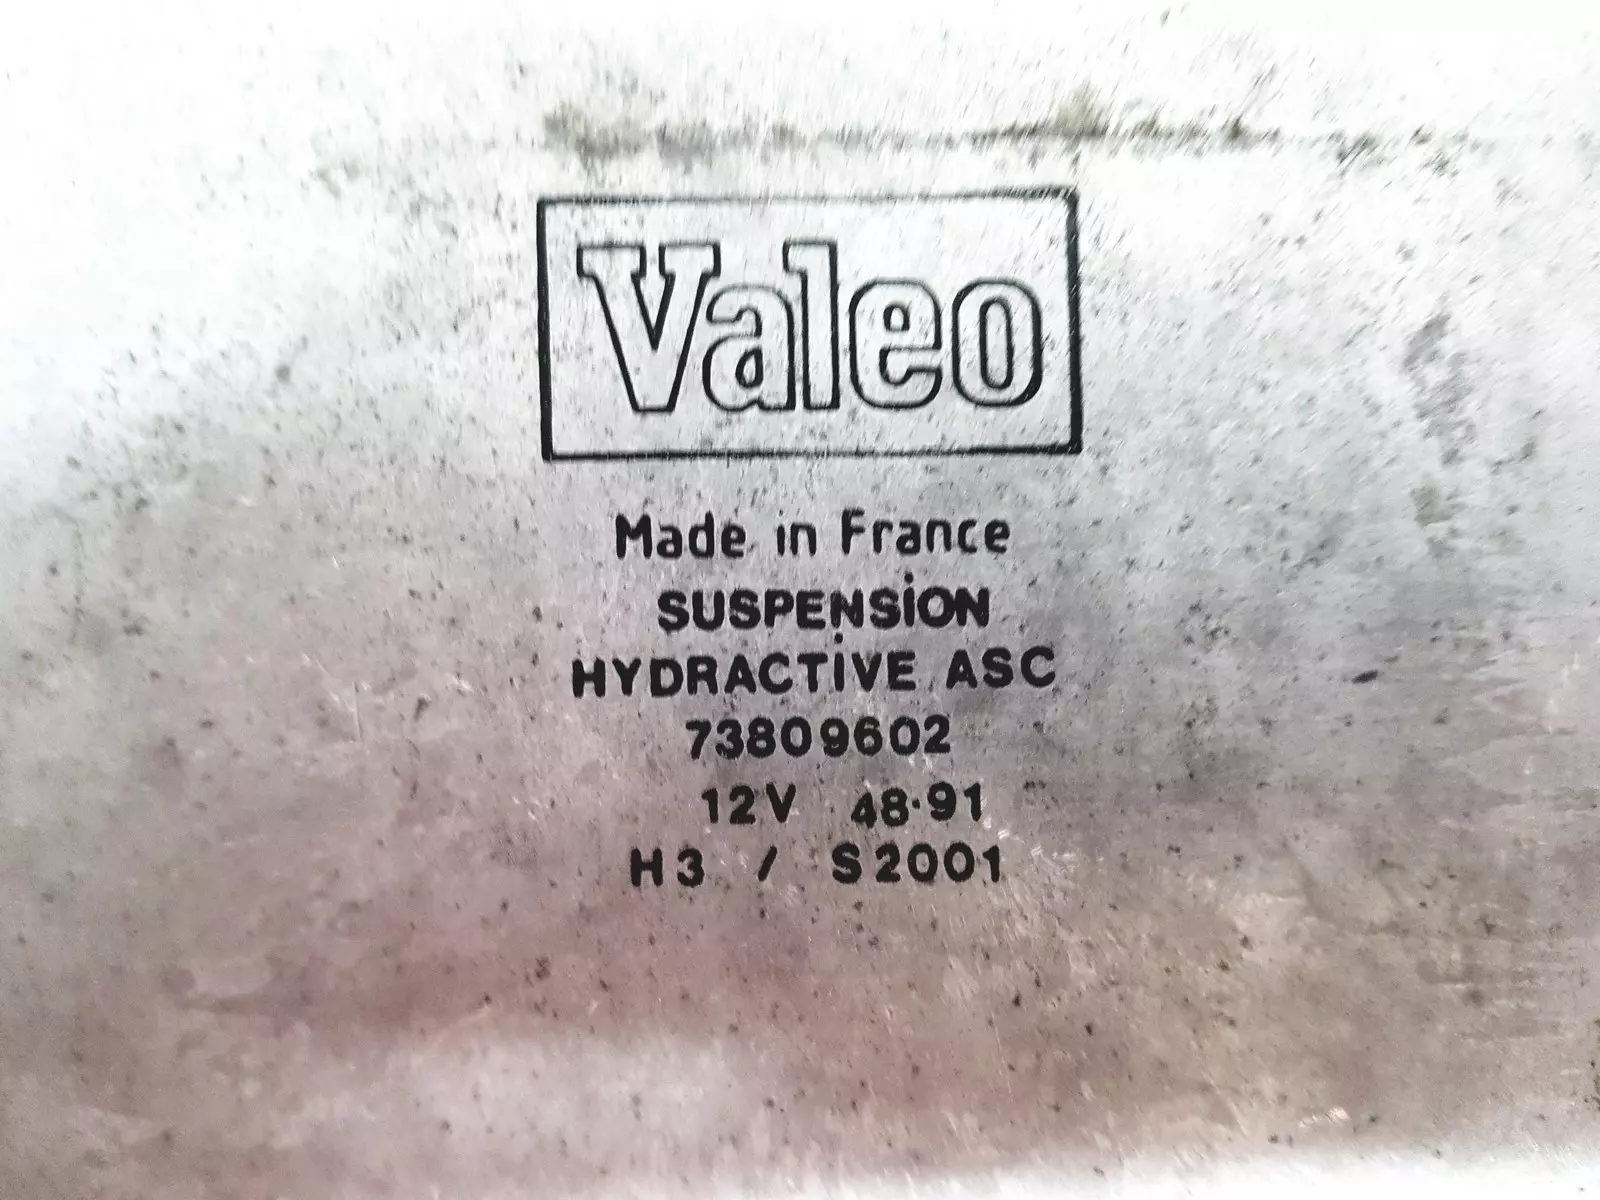 Valeo
Made in France
SUSPENSION
HYDRACTIVE ASC
73809602
12V 48·91
H3 / S2001